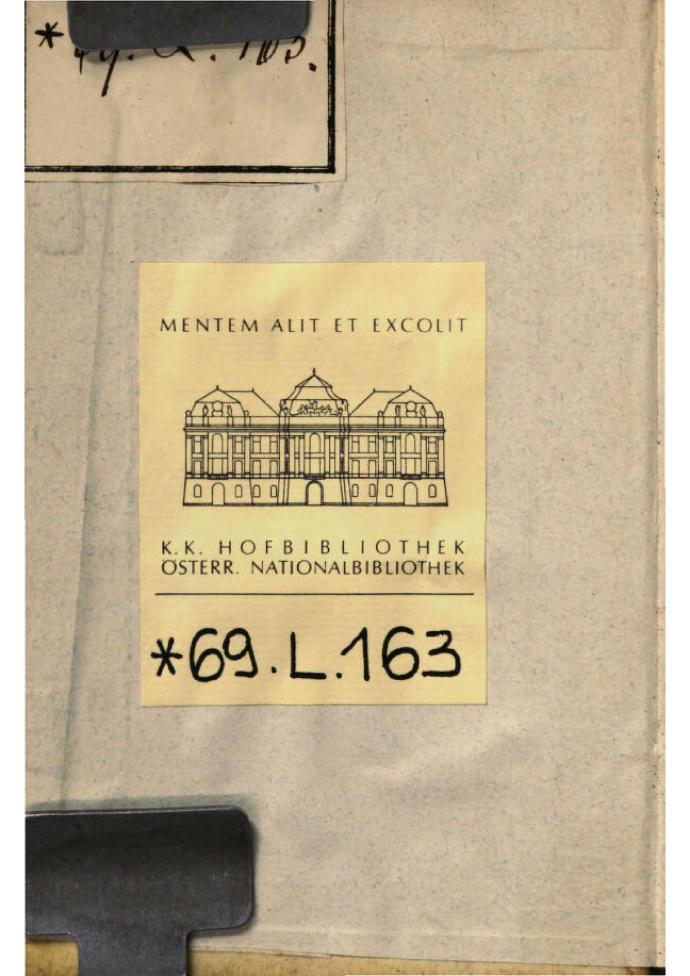 *
MENTEM ALIT ET EXCOLIT
K.K. HOFBIBLIOTHEK
ÖSTERR. NATIONALBIBLIOTHEK
*69.L.163